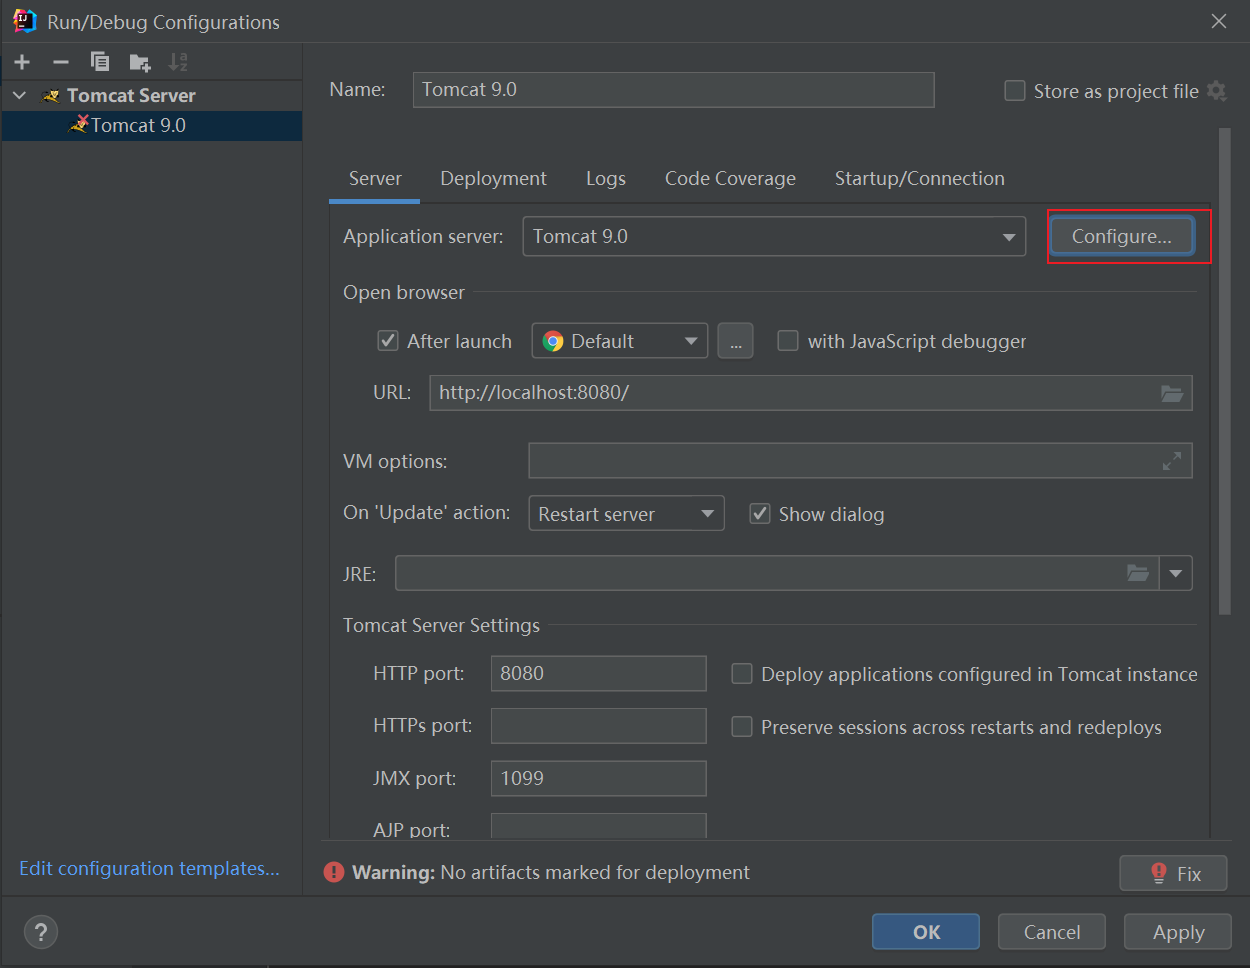 Run/Debug Configurations
Tomcat Server
Tomcat 9.0
Name: Tomcat 9.0 Store as project file
Server Deployment Logs Code Coverage Startup/Connection
Application server: Tomcat 9.0 Configure...
Open browser
After launch Default ... with JavaScript debugger
URL: http://localhost:8080/
VM options:
On 'Update' action: Restart server Show dialog
JRE:
Tomcat Server Settings
HTTP port: 8080 Deploy applications configured in Tomcat instance
HTTPs port: Preserve sessions across restarts and redeploys
JMX port: 1099
AJP port:
Edit configuration templates...
Warning: No artifacts marked for deployment Fix
? OK Cancel Apply